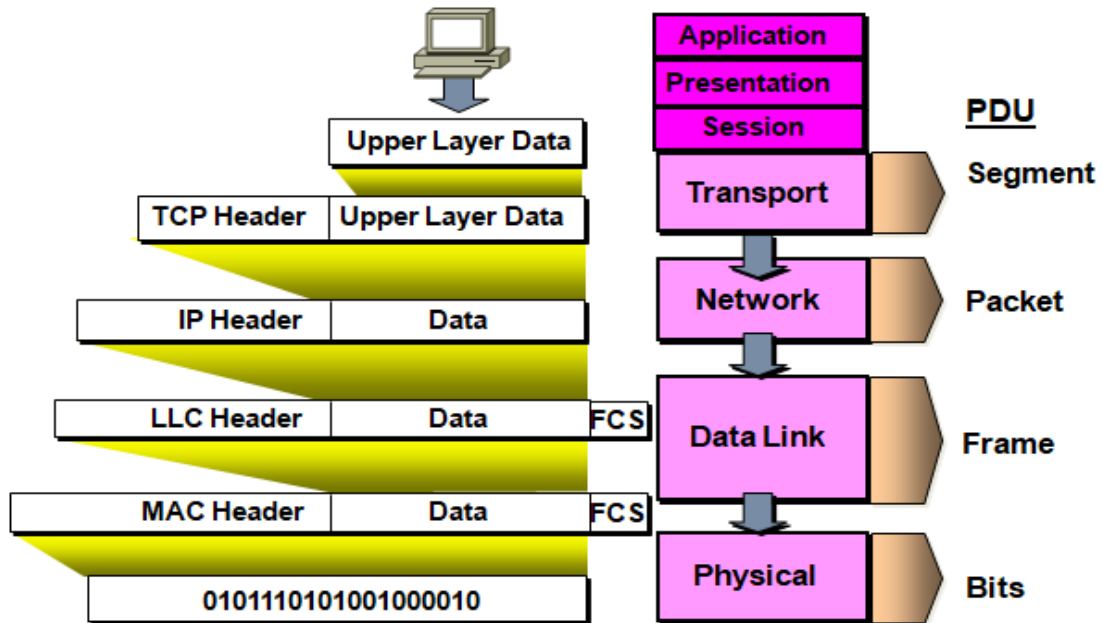 Application
Presentation
Session
PDU
Upper Layer Data
Transport
Segment
TCP Header Upper Layer Data
Network
Packet
IP Header Data
LLC Header Data FCS
Data Link
Frame
MAC Header Data FCS
Physical
Bits
0101110101001000010